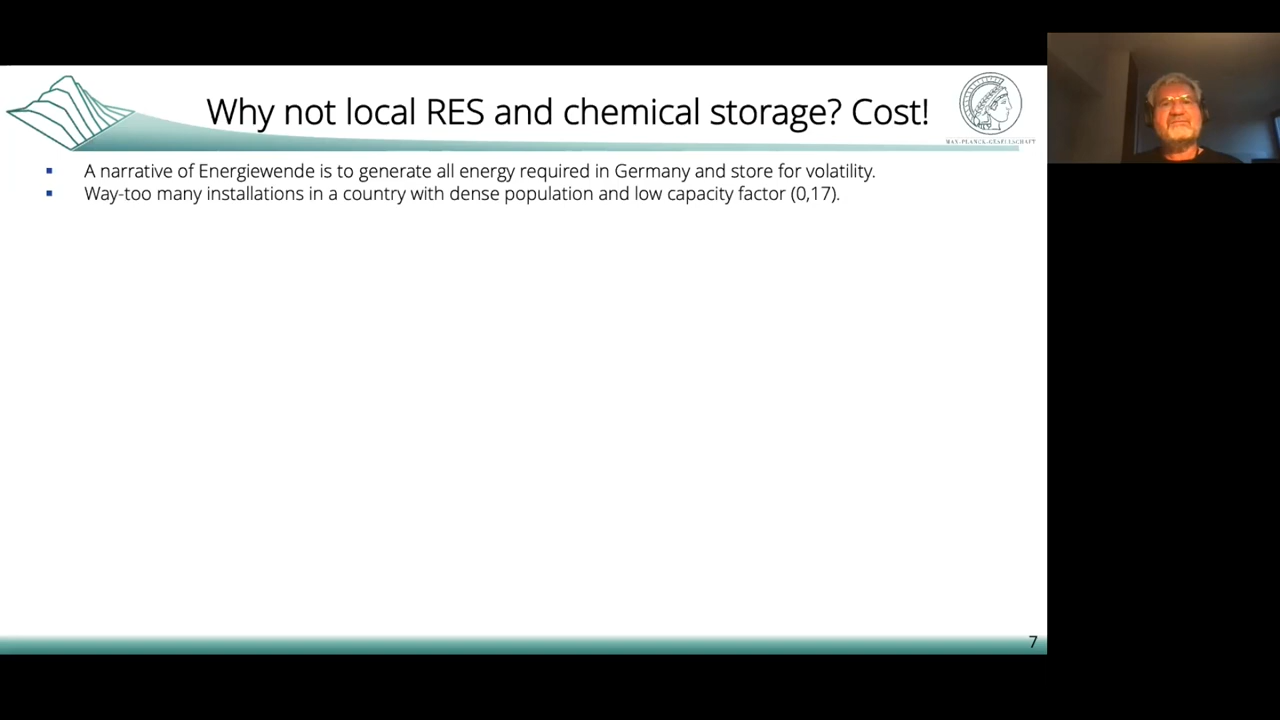 Why not local RES and chemical storage? Cost!
MAX-PLANCK-GESELLSCHAFT
▪ A narrative of Energiewende is to generate all energy required in Germany and store for volatility.
▪ Way-too many installations in a country with dense population and low capacity factor (0,17).
7